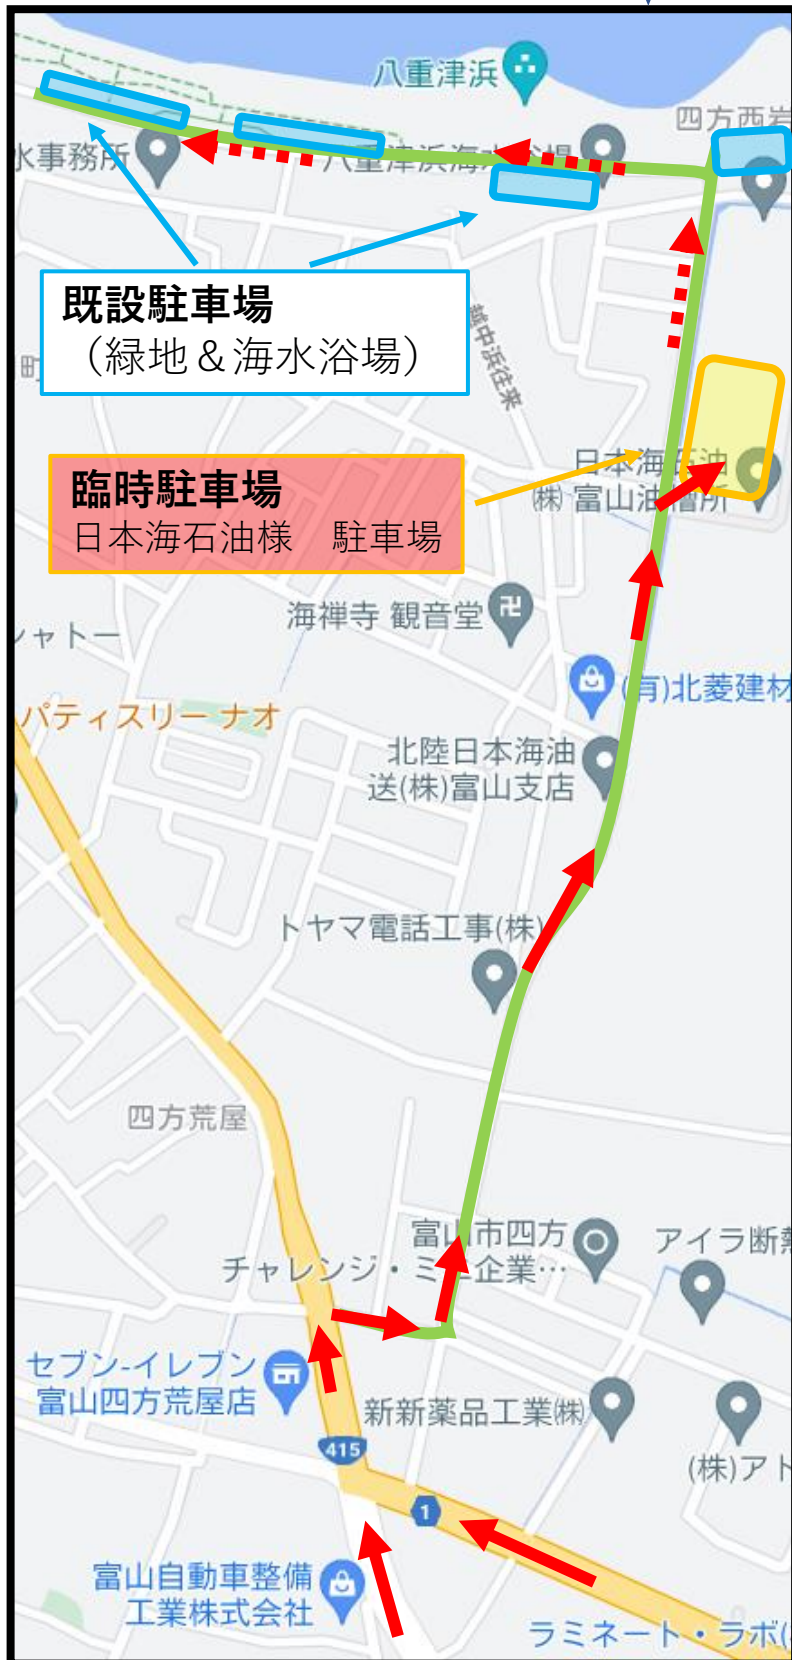 八重津浜
四方西岩
水事務所
八重津浜海水浴場
既設駐車場
（緑地＆海水浴場）
町
越中浜往来
臨時駐車場
日本海石油様　駐車場
日本海石油
(株) 富山油槽所
海禅寺 観音堂
シャトー
(有)北菱建材
パティスリー ナオ
北陸日本海油
送(株)富山支店
トヤマ電話工事(株)
四方荒屋
富山市四方
チャレンジ・ミニ企業…
アイラ断熱
セブン-イレブン
富山四方荒屋店
新新薬品工業(株)
415
(株)アト
1
富山自動車整備
工業株式会社
ラミネート・ラボ(